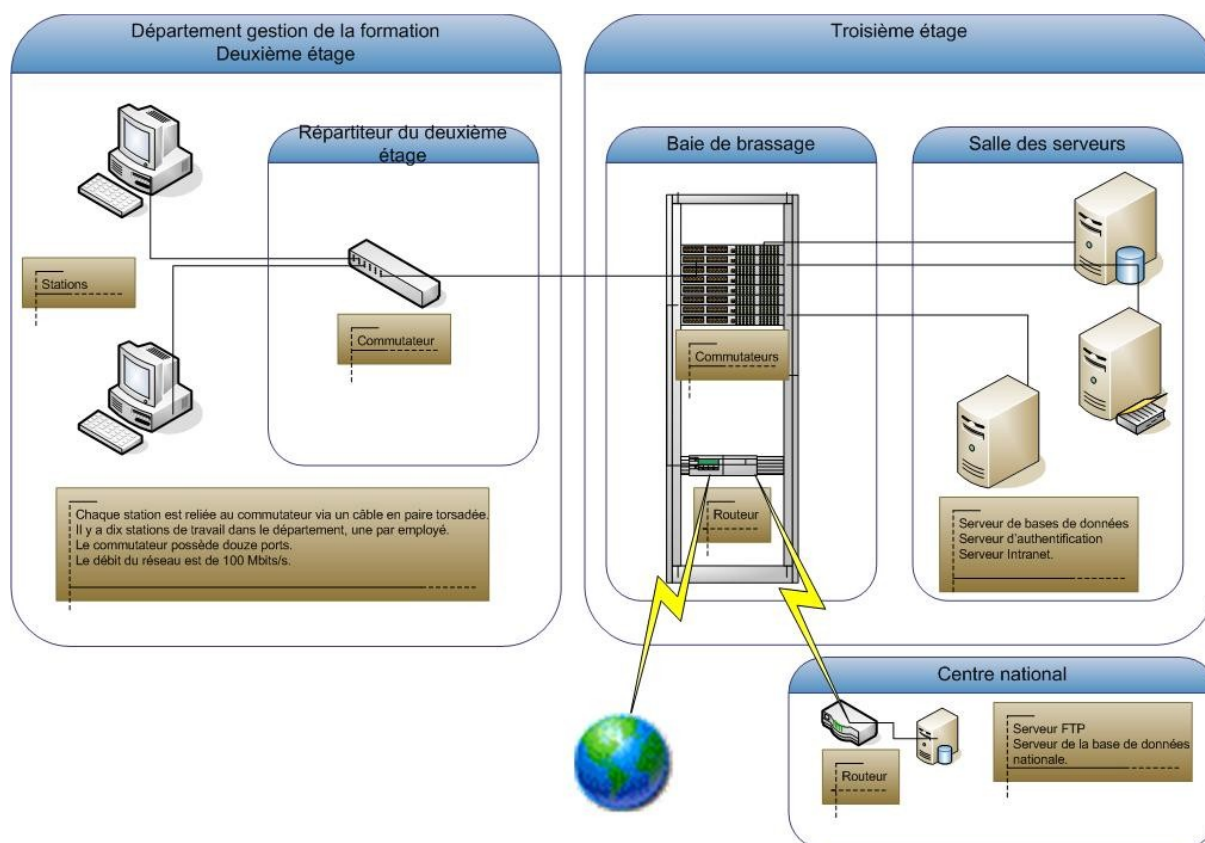 Département gestion de la formation
Deuxième étage
Troisième étage
Répartiteur du deuxième
étage
Baie de brassage
Salle des serveurs
Stations
Commutateur
Commutateurs
Chaque station est reliée au commutateur via un câble en paire torsadée.
Il y a dix stations de travail dans le département, une par employé.
Le commutateur possède douze ports.
Le débit du réseau est de 100 Mbits/s.
Routeur
Serveur de bases de données
Serveur d'authentification
Serveur Intranet.
Centre national
Serveur FTP
Serveur de la base de données
nationale.
Routeur